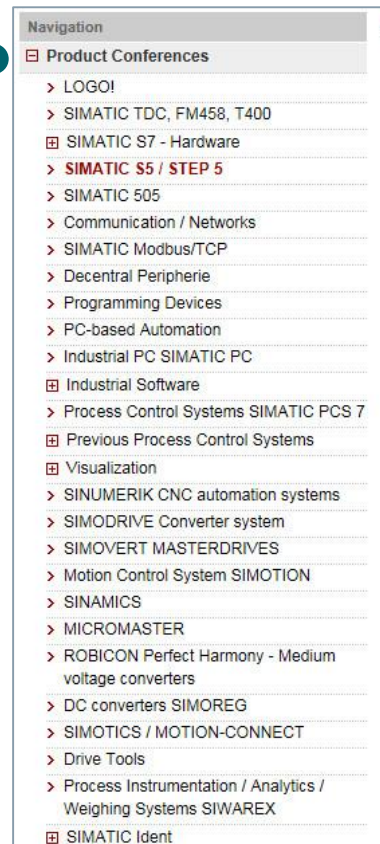 Navigation
Product Conferences
LOGO!
SIMATIC TDC, FM458, T400
SIMATIC S7 - Hardware
SIMATIC S5 / STEP 5
SIMATIC 505
Communication / Networks
SIMATIC Modbus/TCP
Decentral Peripherie
Programming Devices
PC-based Automation
Industrial PC SIMATIC PC
Industrial Software
Process Control Systems SIMATIC PCS 7
Previous Process Control Systems
Visualization
SINUMERIK CNC automation systems
SIMODRIVE Converter system
SIMOVERT MASTERDRIVES
Motion Control System SIMOTION
SINAMICS
MICROMASTER
ROBICON Perfect Harmony - Medium
voltage converters
DC converters SIMOREG
SIMOTICS / MOTION-CONNECT
Drive Tools
Process Instrumentation / Analytics /
Weighing Systems SIWAREX
SIMATIC Ident